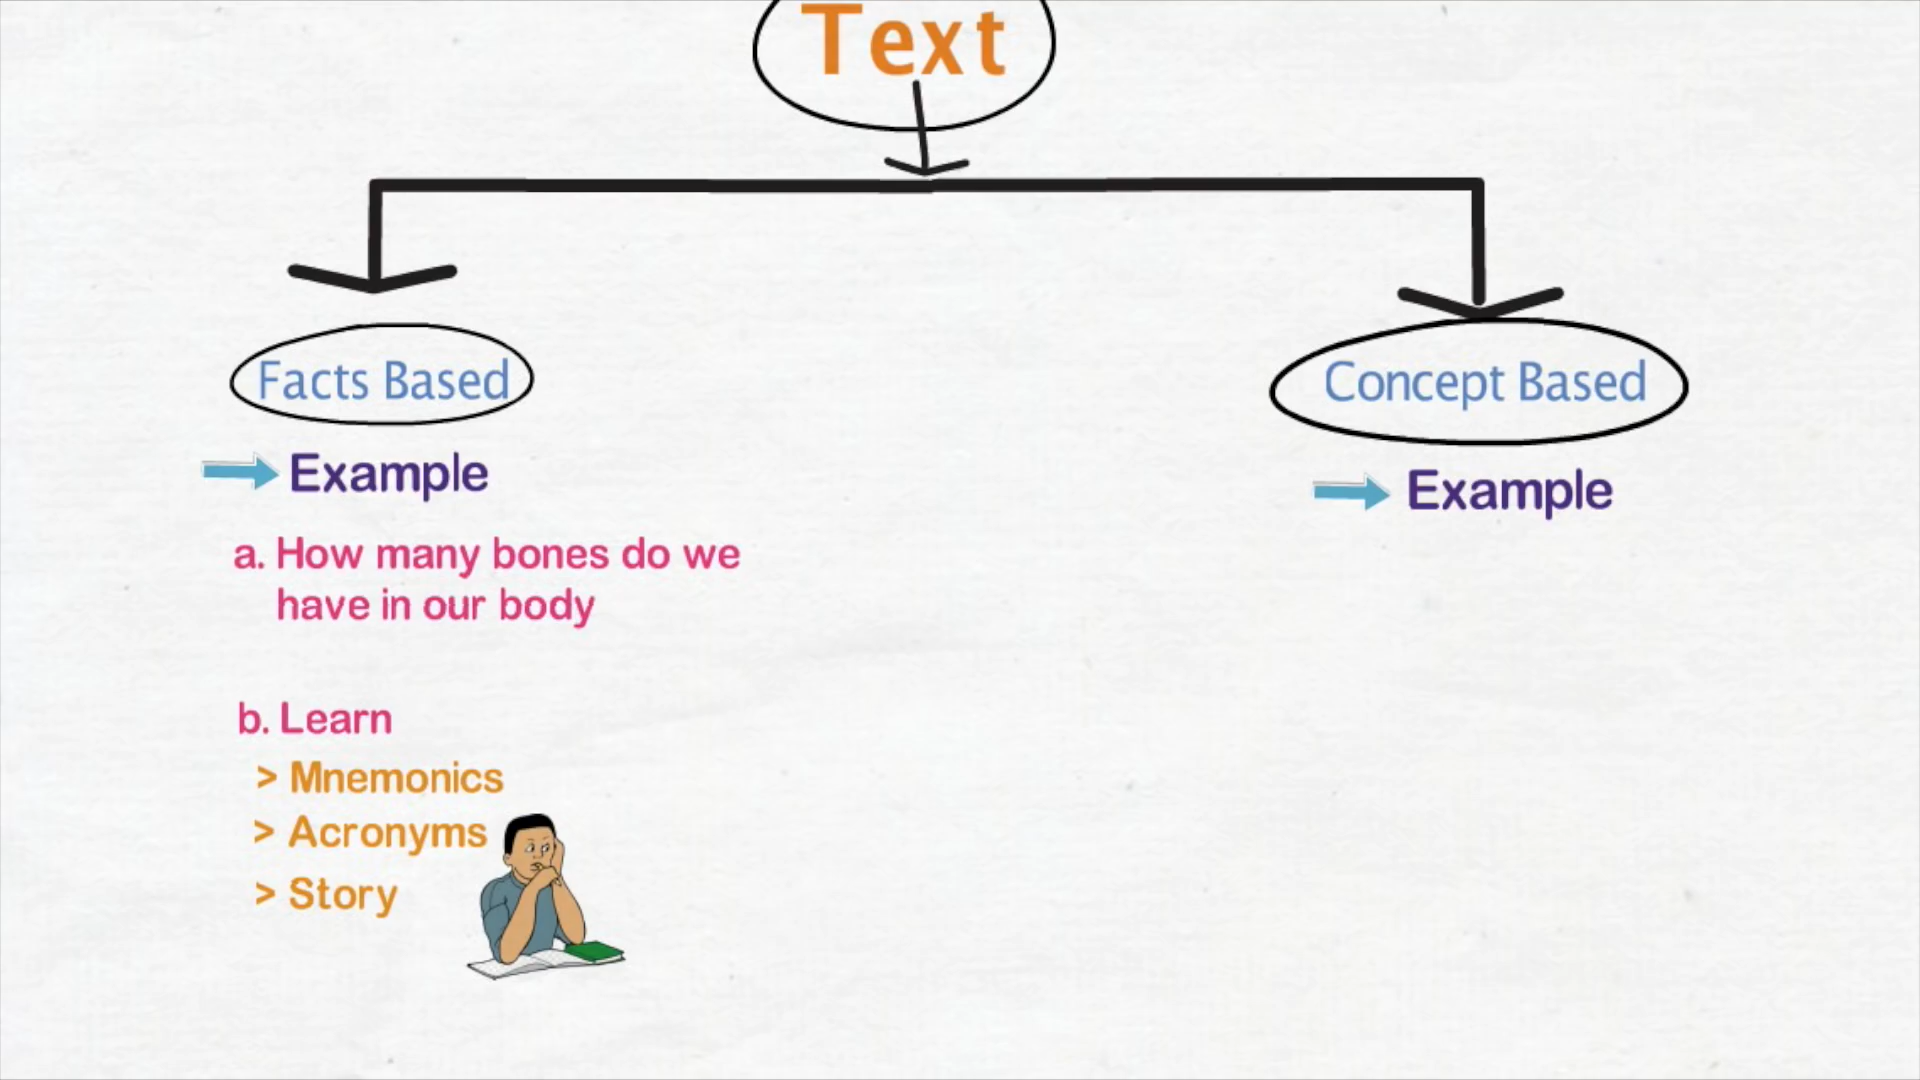 Text
Facts Based
Example
a. How many bones do we
have in our body
b. Learn
> Mnemonics
> Acronyms
> Story
Concept Based
Example